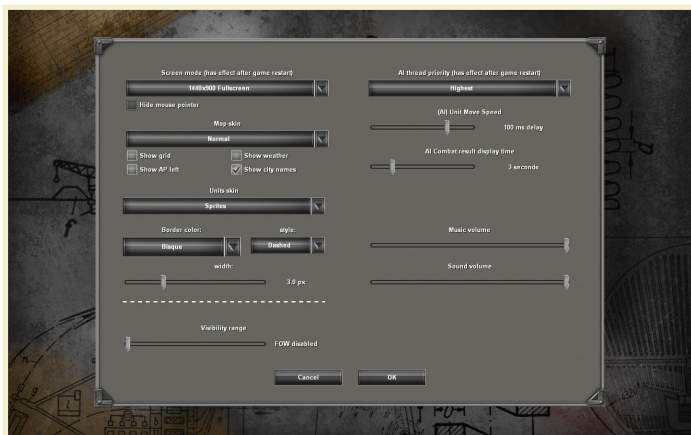 Screen mode (has effect after game restart)
1440x900 Fullscreen
Hide mouse pointer
Map skin
Normal
Show grid
Show weather
Show AP left
Show city names
Units skin
Sprites
Border color:
style:
Bisque
Dashed
width:
3.0 px
Visibility range
FOW disabled
AI thread priority (has effect after game restart)
Highest
(AI) Unit Move Speed
100 ms delay
AI Combat result display time
3 seconds
Music volume
Sound volume
Cancel
OK